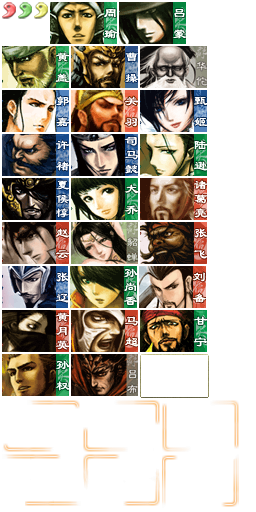 周瑜
吕蒙
黄盖
曹操
华佗
郭嘉
关羽
甄姬
许褚
司马懿
陆逊
夏侯惇
大乔
诸葛亮
赵云
貂蝉
张飞
张辽
孙尚香
刘备
黄月英
马超
甘宁
孙权
吕布